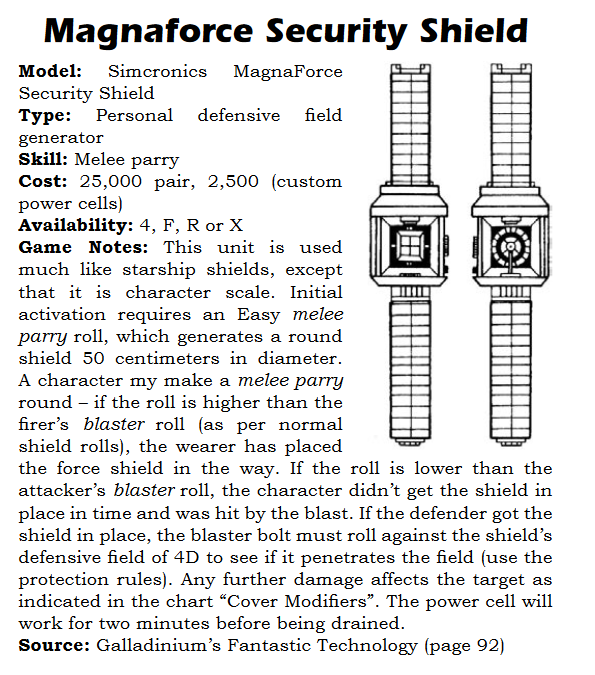 Magnaforce Security Shield
Model: Simcronics MagnaForce
Security Shield
Type: Personal defensive field
generator
Skill: Melee parry
Cost: 25,000 pair, 2,500 (custom
power cells)
Availability: 4, F, R or X
Game Notes: This unit is used
much like starship shields, except
that it is character scale. Initial
activation requires an Easy melee
parry roll, which generates a round
shield 50 centimeters in diameter.
A character my make a melee parry
round – if the roll is higher than the
firer's blaster roll (as per normal
shield rolls), the wearer has placed
the force shield in the way. If the roll is lower than the
attacker's blaster roll, the character didn't get the shield in
place in time and was hit by the blast. If the defender got the
shield in place, the blaster bolt must roll against the shield's
defensive field of 4D to see if it penetrates the field (use the
protection rules). Any further damage affects the target as
indicated in the chart “Cover Modifiers”. The power cell will
work for two minutes before being drained.
Source: Galladinium's Fantastic Technology (page 92)